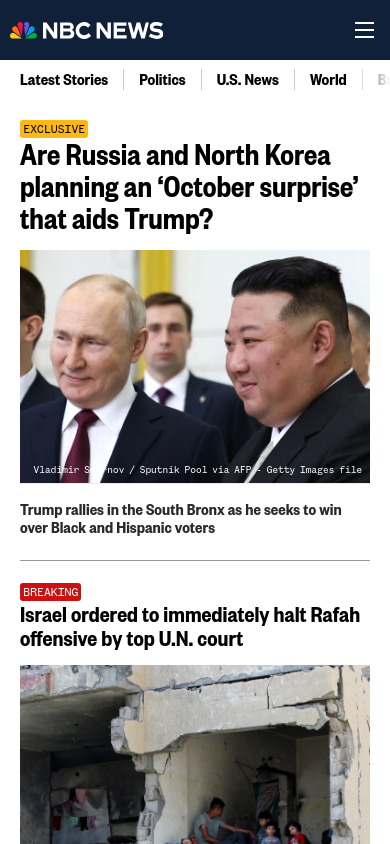 NBC NEWS
Latest Stories
Politics
U.S. News
World
EXCLUSIVE
Are Russia and North Korea
planning an ‘October surprise’
that aids Trump?
Vladimir / Sputnik Pool via AFP - Getty Images file
Trump rallies in the South Bronx as he seeks to win
over Black and Hispanic voters
BREAKING
Israel ordered to immediately halt Rafah
offensive by top U.N. court